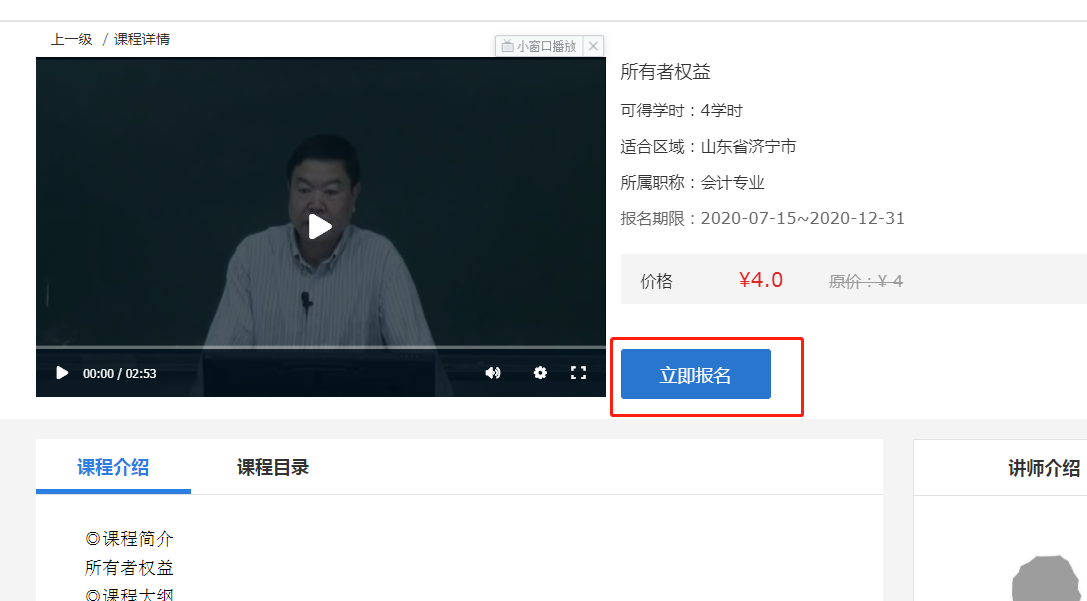 上一级 / 课程详情
小窗口播放
所有者权益
可得学时：4学时
适合区域：山东省济宁市
所属职称：会计专业
报名期限：2020-07-15~2020-12-31
价格 ¥4.0 原价：¥ 4
00:00 / 02:53
立即报名
课程介绍 课程目录
讲师介绍
◎课程简介
所有者权益
◎课程大纲